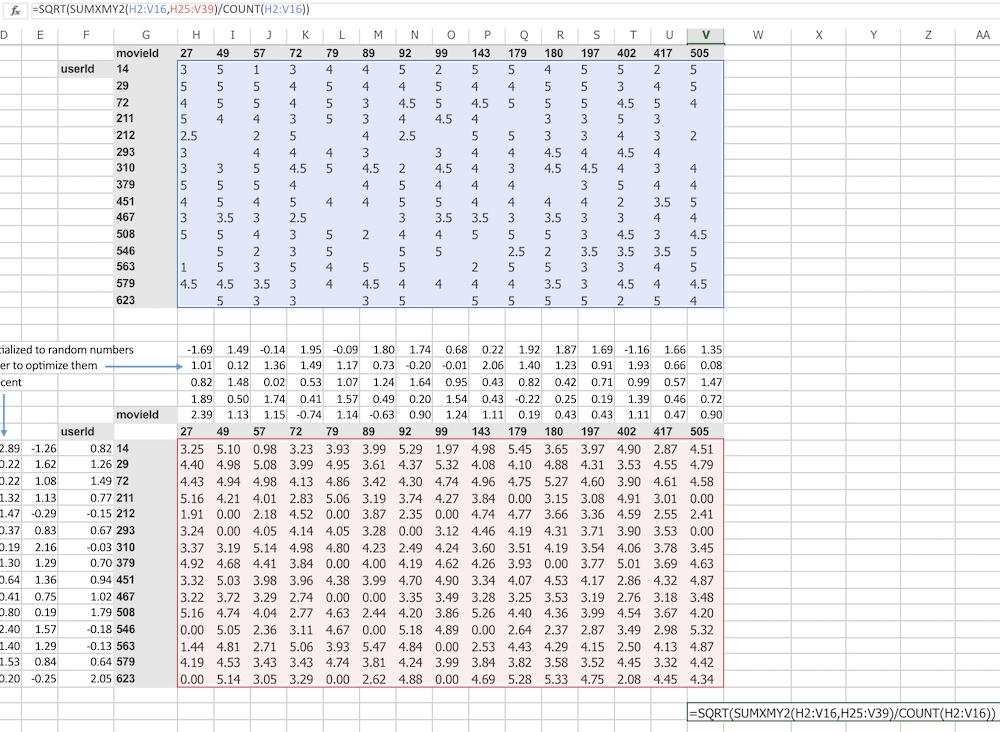 fx =SQRT(SUMXMY2(H2:V16,H25:V39)/COUNT(H2:V16))
D E F G H I J K L M N O P Q R S T U V W X Y Z AA
movieId 27 49 57 72 79 89 92 99 143 179 180 197 402 417 505
userId 14 3 5 1 3 4 4 5 2 5 5 4 5 5 2 5
29 5 5 5 4 5 4 4 5 4 4 5 5 3 4 5
72 4 5 5 4 5 3 4.5 5 4.5 5 5 5 4.5 5 4
211 5 4 4 3 5 3 4 4.5 4 3 3 5 3
212 2.5 2 5 4 2.5 5 5 3 3 4 3 2
293 3 4 4 4 3 3 4 4 4.5 4 4.5 4
310 3 3 5 4.5 5 4.5 2 4.5 4 3 4.5 4.5 4 3 4
379 5 5 5 4 4 5 4 4 4 3 5 4 4
451 4 5 4 5 4 4 5 5 4 4 4 4 2 3.5 5
467 3 3.5 3 2.5 3 3.5 3.5 3 3.5 3 3 4 4
508 5 5 4 3 5 2 4 4 5 5 5 3 4.5 3 4.5
546 5 2 3 5 5 5 2.5 2 3.5 3.5 3.5 5
563 1 5 3 5 4 5 5 2 5 5 3 3 4 5
579 4.5 4.5 3.5 3 4 4.5 4 4 4 4 3.5 3 4.5 4 4.5
623 5 3 3 3 5 5 5 5 5 2 5 4
tialized to random numbers -1.69 1.49 -0.14 1.95 -0.09 1.80 1.74 0.68 0.22 1.92 1.87 1.69 -1.16 1.66 1.35
er to optimize them 1.01 0.12 1.36 1.49 1.17 0.73 -0.20 -0.01 2.06 1.40 1.23 0.91 1.93 0.66 0.08
cent 0.82 1.48 0.02 0.53 1.07 1.24 1.64 0.95 0.43 0.82 0.42 0.71 0.99 0.57 1.47
1.89 0.50 1.74 0.41 1.57 0.49 0.20 1.54 0.43 -0.22 0.25 0.19 1.39 0.46 0.72
movieId 2.39 1.13 1.15 -0.74 1.14 -0.63 0.90 1.24 1.11 0.19 0.43 0.43 1.11 0.47 0.90
userId 27 49 57 72 79 89 92 99 143 179 180 197 402 417 505
2.89 -1.26 0.82 14 3.25 5.10 0.98 3.23 3.93 3.99 5.29 1.97 4.98 5.45 3.65 3.97 4.90 2.87 4.51
0.22 1.62 1.26 29 4.40 4.98 5.08 3.99 4.95 3.61 4.37 5.32 4.08 4.10 4.88 4.31 3.53 4.55 4.79
0.22 1.08 1.49 72 4.43 4.94 4.98 4.13 4.86 3.42 4.30 4.74 4.96 4.75 5.27 4.60 3.90 4.61 4.58
1.32 1.13 0.77 211 5.16 4.21 4.01 2.83 5.06 3.19 3.74 4.27 3.84 0.00 3.15 3.08 4.91 3.01 0.00
1.47 -0.29 -0.15 212 1.91 0.00 2.18 4.52 0.00 3.87 2.35 0.00 4.74 4.77 3.66 3.36 4.59 2.55 2.41
0.37 0.83 0.67 293 3.24 0.00 4.05 4.14 4.05 3.28 0.00 3.12 4.46 4.19 4.31 3.71 3.90 3.53 0.00
0.19 2.16 -0.03 310 3.37 3.19 5.14 4.98 4.80 4.23 2.49 4.24 3.60 3.51 4.19 3.54 4.06 3.78 3.45
1.30 1.29 0.70 379 4.92 4.68 4.41 3.84 0.00 4.00 4.19 4.62 4.26 3.93 0.00 3.77 5.01 3.69 4.63
0.64 1.36 0.94 451 3.32 5.03 3.98 3.96 4.38 3.99 4.70 4.90 3.34 4.07 4.53 4.17 2.86 4.32 4.87
0.41 0.75 1.02 467 3.22 3.72 3.29 2.74 0.00 0.00 3.35 3.49 3.28 3.25 3.53 3.19 2.76 3.18 3.48
0.80 0.19 1.79 508 5.16 4.74 4.04 2.77 4.63 2.44 4.20 3.86 5.26 4.40 4.36 3.99 4.54 3.67 4.20
2.40 1.57 -0.18 546 0.00 5.05 2.36 3.11 4.67 0.00 5.18 4.89 0.00 2.64 2.37 2.87 3.49 2.98 5.32
1.40 1.29 -0.13 563 1.44 4.81 2.71 5.06 3.93 5.47 4.84 0.00 2.53 4.43 4.29 4.15 2.50 4.13 4.87
1.53 0.84 0.64 579 4.19 4.53 3.43 3.43 4.74 3.81 4.24 3.99 3.84 3.82 3.58 3.52 4.45 3.32 4.42
0.20 -0.25 2.05 623 0.00 5.14 3.05 3.29 0.00 2.62 4.88 0.00 4.69 5.28 5.33 4.75 2.08 4.45 4.34
=SQRT(SUMXMY2(H2:V16,H25:V39)/COUNT(H2:V16))